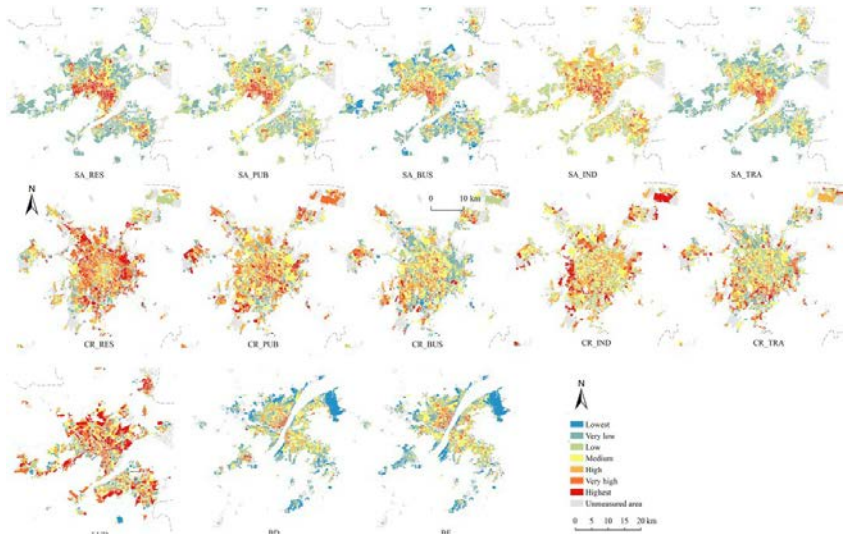 SA_RES SA_PUB SA_BUS SA_IND SA_TRA
N
0 10 km
CR_RES CR_PUB CR_BUS CR_IND CR_TRA
N
Lowest
Very low
Low
Medium
High
Very high
Highest
Unmeasured area
0 5 10 20 km